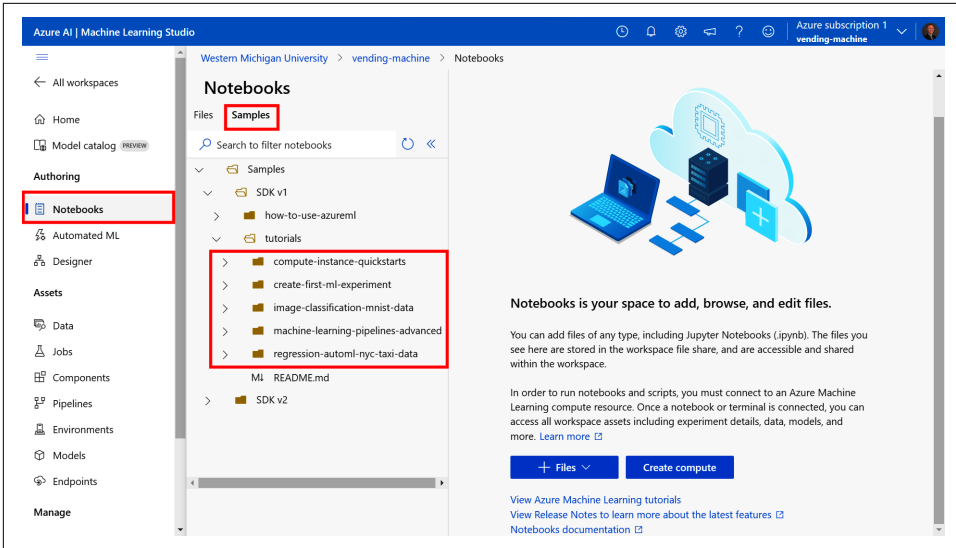 Azure AI | Machine Learning Studio
Azure subscription 1
vending-machine
All workspaces
Home
Model catalog PREVIEW
Authoring
Notebooks
Automated ML
Designer
Assets
Data
Jobs
Components
Pipelines
Environments
Models
Endpoints
Manage
Western Michigan University > vending-machine > Notebooks
Notebooks
Files Samples
Search to filter notebooks
Samples
SDK v1
how-to-use-azureml
tutorials
compute-instance-quickstarts
create-first-ml-experiment
image-classification-mnist-data
machine-learning-pipelines-advanced
regression-automl-nyc-taxi-data
M↓ README.md
SDK v2
Notebooks is your space to add, browse, and edit files.
You can add files of any type, including Jupyter Notebooks (.ipynb). The files you
see here are stored in the workspace file share, and are accessible and shared
within the workspace.
In order to run notebooks and scripts, you must connect to an Azure Machine
Learning compute resource. Once a notebook or terminal is connected, you can
access all workspace assets including experiment details, data, models, and
more. Learn more
+ Files
Create compute
View Azure Machine Learning tutorials
View Release Notes to learn more about the latest features
Notebooks documentation